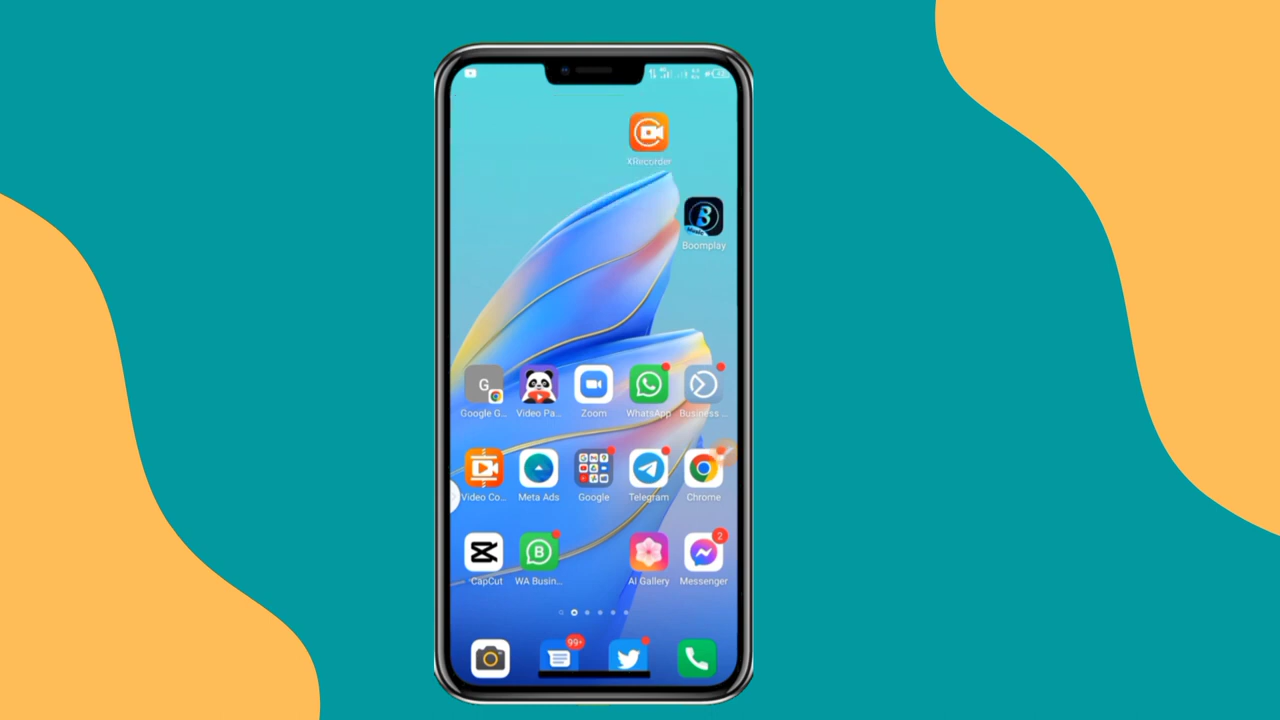 XRecorder
Boomplay
G
Google G...
Video Pa...
Zoom
WhatsApp
Business ...
Video Co...
Meta Ads
Google
Telegram
Chrome
B
2
CapCut
WA Busin...
AI Gallery
Messenger
99+